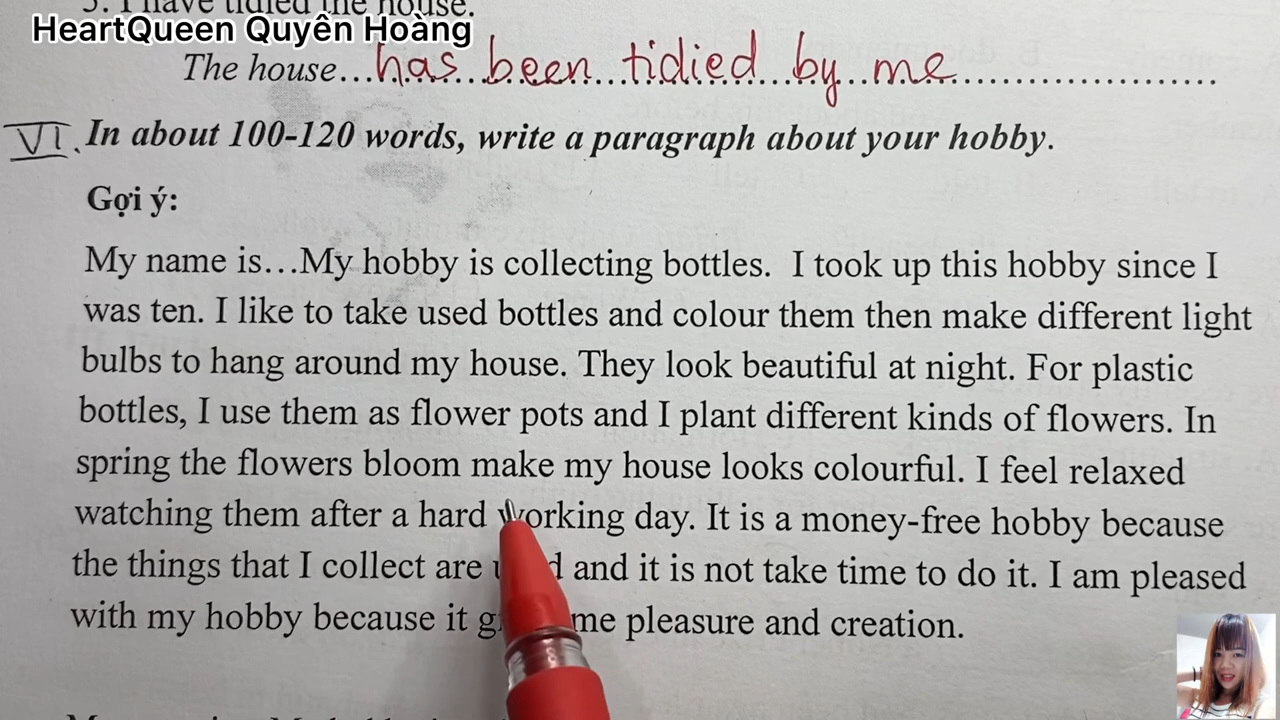 5. I have tidied the house.
HeartQueen Quyên Hoàng
The house...has been tidied by me
VI. In about 100-120 words, write a paragraph about your hobby.
Gợi ý:
My name is...My hobby is collecting bottles. I took up this hobby since I
was ten. I like to take used bottles and colour them then make different light
bulbs to hang around my house. They look beautiful at night. For plastic
bottles, I use them as flower pots and I plant different kinds of flowers. In
spring the flowers bloom make my house looks colourful. I feel relaxed
watching them after a hard working day. It is a money-free hobby because
the things that I collect are and it is not take time to do it. I am pleased
with my hobby because it me pleasure and creation.